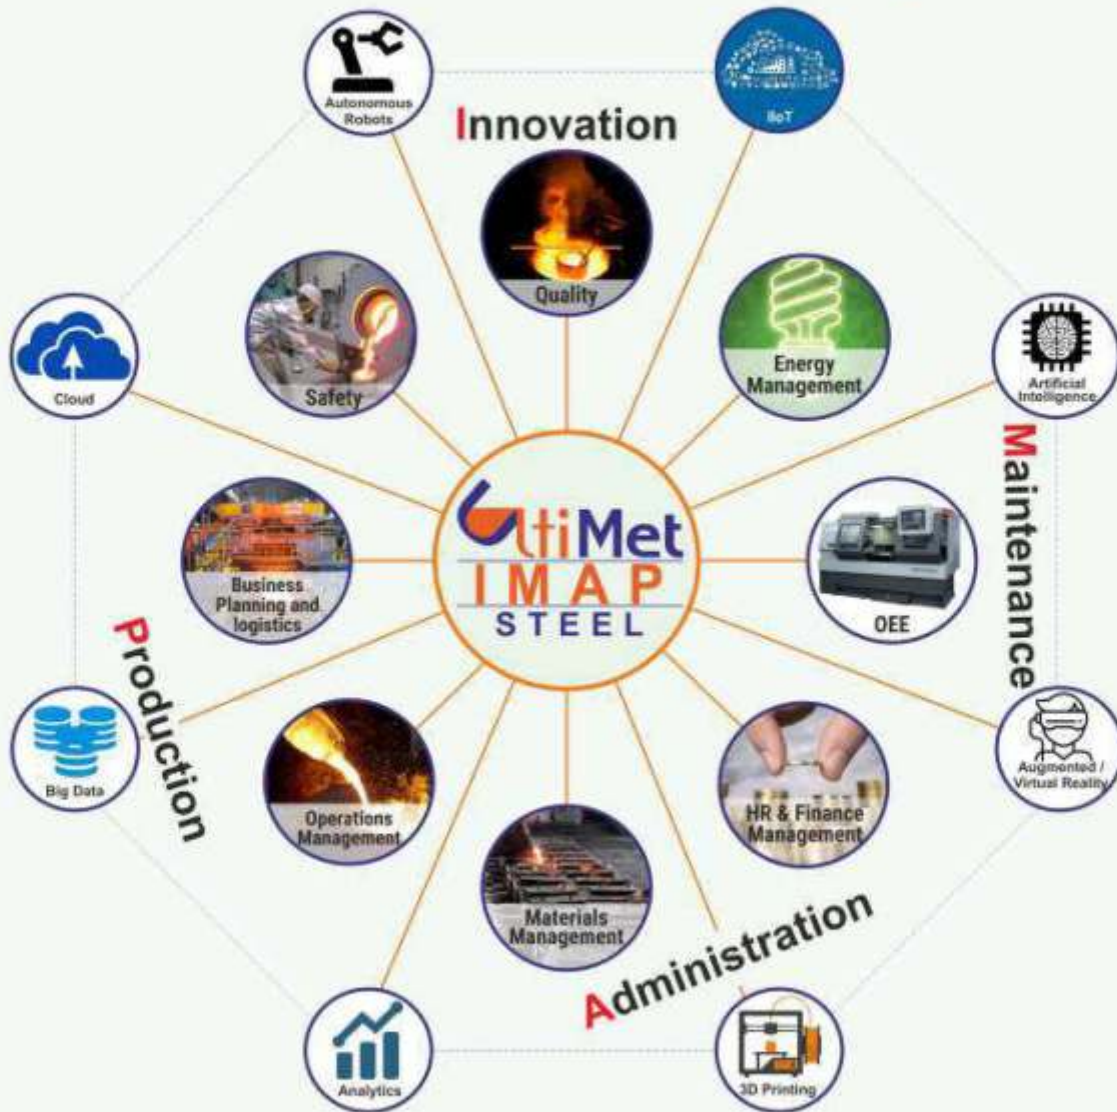 Autonomous
Robots
IIoT
Innovation
Quality
Safety
Energy
Management
Cloud
Artificial
Intelligence
Maintenance
UltiMet
IMAP
STEEL
Business
Planning and
logistics
OEE
Production
Big Data
Augmented /
Virtual Reality
Operations
Management
HR & Finance
Management
Materials
Management
Administration
Analytics
3D Printing